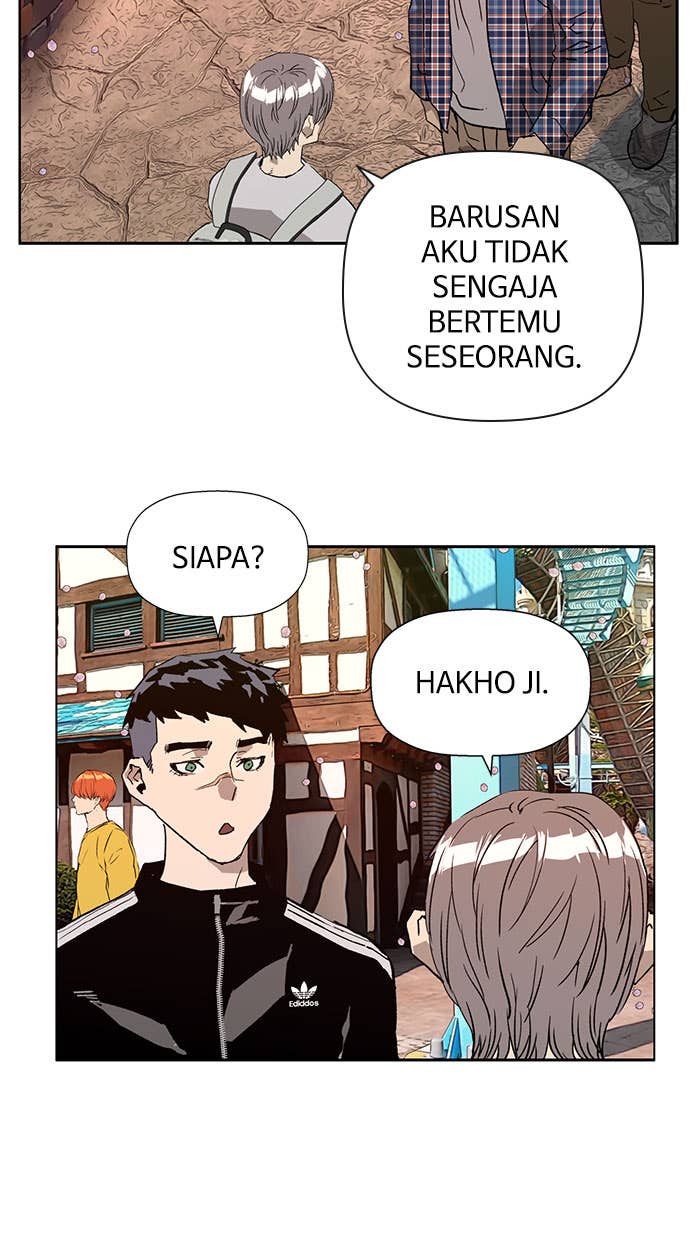 BARUSAN
AKU TIDAK
SENGAJA
BERTEMU
SESEORANG.
SIAPA?
HAKHO JI.
Ediddos